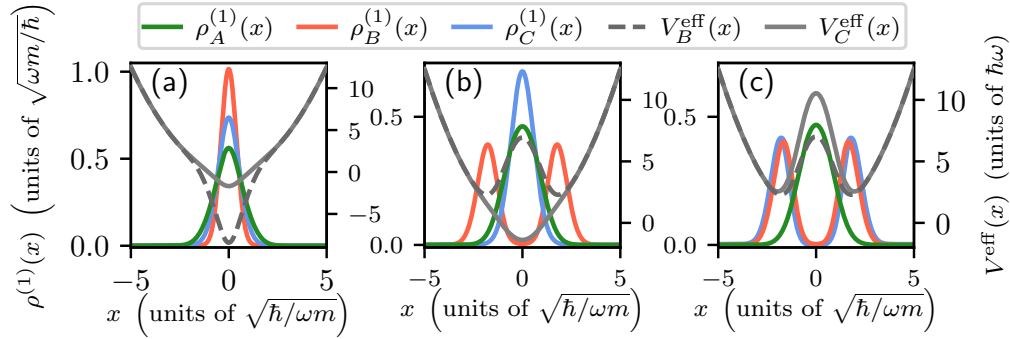 ρ_A^(1)(x) ρ_B^(1)(x) ρ_C^(1)(x) V_B^eff(x) V_C^eff(x)
ρ^(1)(x) (units of √ωm/ħ)
(a)
1.0
0.5
0.0
10
5
0
−5
−5 0 5
x (units of √ħ/ωm)
(b)
0.5
0.0
10
5
0
−5 0 5
x (units of √ħ/ωm)
(c)
0.5
0.0
10
5
0
−5 0 5
x (units of √ħ/ωm)
V^eff(x) (units of ħω)